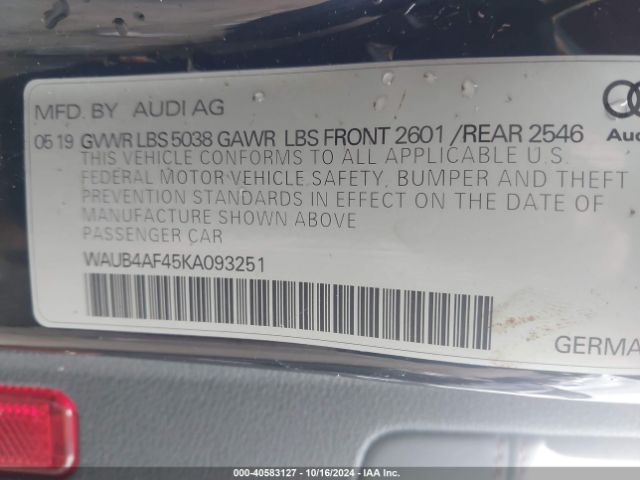 MFD. BY AUDI AG
05 19 GVWR LBS 5038 GAWR LBS FRONT 2601 /REAR 2546
THIS VEHICLE CONFORMS TO ALL APPLICABLE U.S.
FEDERAL MOTOR VEHICLE SAFETY, BUMPER AND THEFT
PREVENTION STANDARDS IN EFFECT ON THE DATE OF
MANUFACTURE SHOWN ABOVE
PASSENGER CAR
WAUB4AF45KA093251
Aud
GERMA
000-40583127 - 10/16/2024 - IAA Inc.